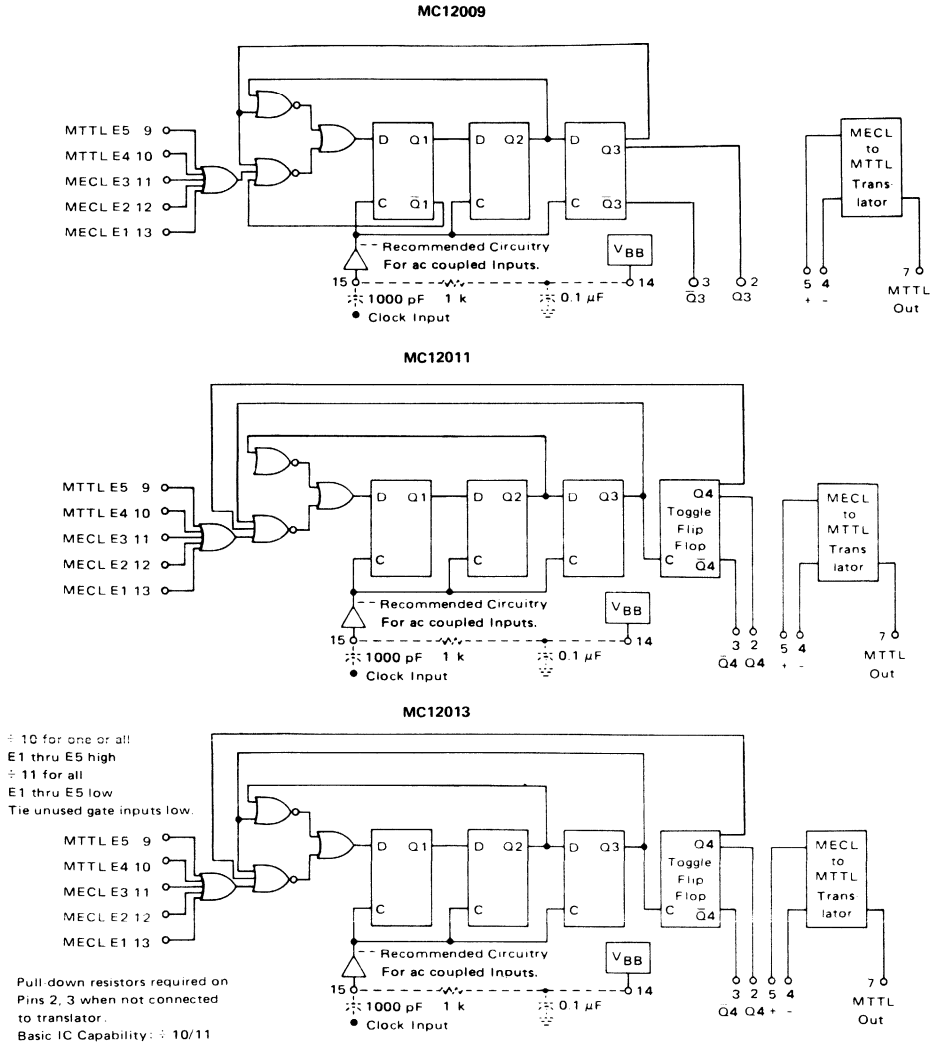 MC12009
MTTL E5 9
MTTL E4 10
MECL E3 11
MECL E2 12
MECL E1 13
D Q1
C Q̅1
D Q2
C
D Q3
C Q̅3
MECL
to
MTTL
Trans-
lator
Recommended Circuitry
For ac coupled Inputs.
VBB
15
14
1000 pF 1 k 0.1 µF
Clock Input
3 2
Q̅3 Q3
5 4
+ -
7
MTTL
Out
MC12011
MTTL E5 9
MTTL E4 10
MECL E3 11
MECL E2 12
MECL E1 13
D Q1
C
D Q2
C
D Q3
C
Q4
Toggle
Flip
Flop
C Q̅4
MECL
to
MTTL
Trans
lator
Recommended Circuitry
For ac coupled Inputs.
VBB
15
14
1000 pF 1 k 0.1 µF
Clock Input
3 2 5 4
Q̅4 Q4 + -
7
MTTL
Out
MC12013
÷ 10 for one or all
E1 thru E5 high
÷ 11 for all
E1 thru E5 low
Tie unused gate inputs low.
MTTL E5 9
MTTL E4 10
MECL E3 11
MECL E2 12
MECL E1 13
D Q1
C
D Q2
C
D Q3
C
Q4
Toggle
Flip
Flop
C Q̅4
MECL
to
MTTL
Trans
lator
Recommended Circuitry
For ac coupled Inputs.
VBB
15
14
1000 pF 1 k 0.1 µF
Clock Input
3 2 5 4
Q̅4 Q4 + -
7
MTTL
Out
Pull-down resistors required on
Pins 2, 3 when not connected
to translator.
Basic IC Capability: ÷ 10/11